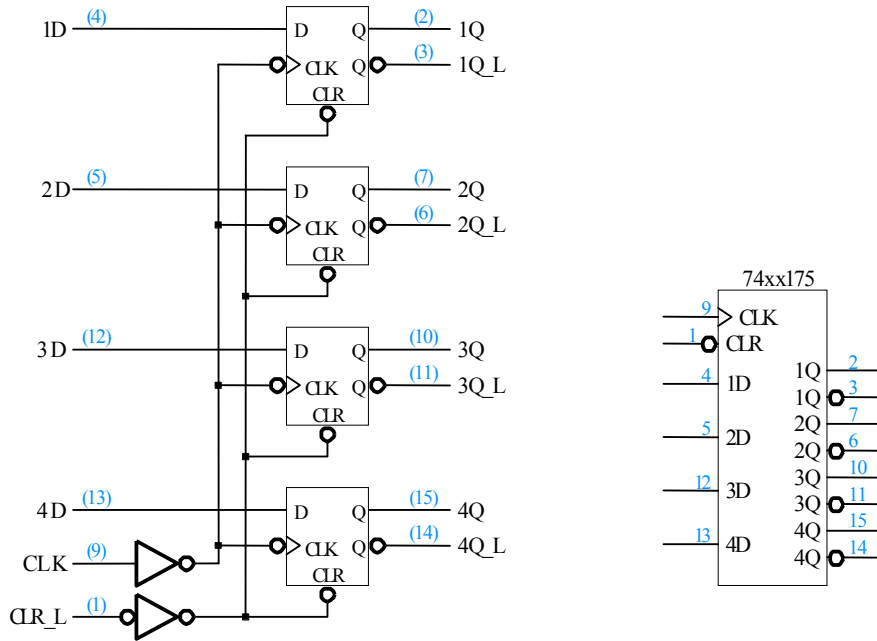 1D (4) D Q (2) 1Q
CLK Q (3) 1Q_L
CLR
2D (5) D Q (7) 2Q
CLK Q (6) 2Q_L
CLR
3D (12) D Q (10) 3Q
CLK Q (11) 3Q_L
CLR
4D (13) D Q (15) 4Q
CLK Q (14) 4Q_L
CLR
CLK (9)
CLR_L (1)
74xx175
9 CLK
1 CLR
1Q 2
4 1D
1Q 3
2Q 7
5 2D
2Q 6
3Q 10
12 3D
3Q 11
4Q 15
13 4D
4Q 14